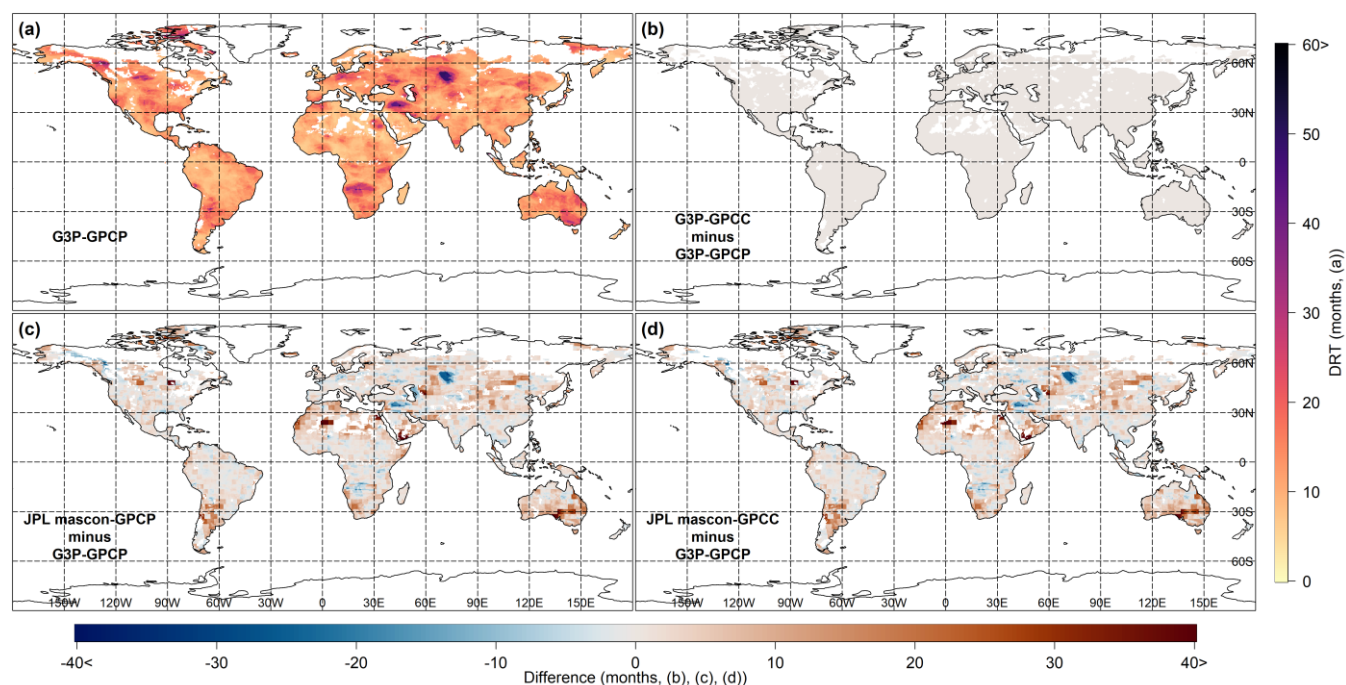 (a)
G3P-GPCP
(b)
G3P-GPCC
minus
G3P-GPCP
60N
30N
0
30S
60S
(c)
JPL mascon-GPCP
minus
G3P-GPCP
150W 120W 90W 60W 30W 0 30E 60E 90E 120E 150E
(d)
JPL mascon-GPCC
minus
G3P-GPCP
60N
30N
0
30S
60S
150W 120W 90W 60W 30W 0 30E 60E 90E 120E 150E
60>
50
40
30
20
10
0
DRT (months, (a))
-40< -30 -20 -10 0 10 20 30 40>
Difference (months, (b), (c), (d))